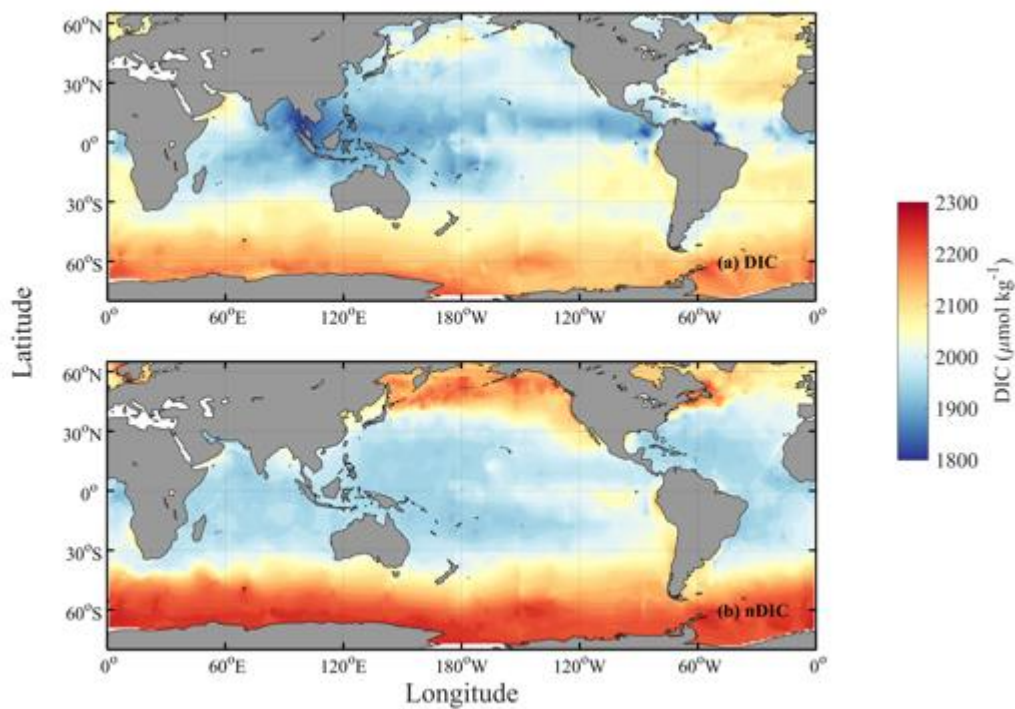 60°N
30°N
0°
30°S
60°S
(a) DIC
0° 60°E 120°E 180°W 120°W 60°W 0°
Latitude
60°N
30°N
0°
30°S
60°S
(b) nDIC
0° 60°E 120°E 180°W 120°W 60°W 0°
Longitude
2300
2200
2100
2000
1900
1800
DIC (μmol kg⁻¹)